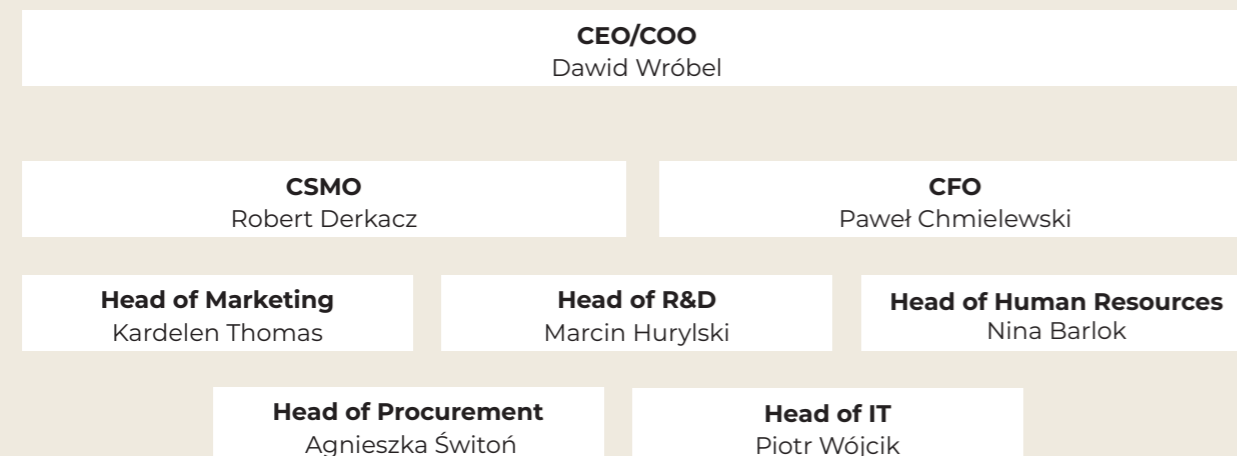 CEO/COO
Dawid Wróbel
CSMO
Robert Derkacz
CFO
Paweł Chmielewski
Head of Marketing
Kardelen Thomas
Head of R&D
Marcin Hurylski
Head of Human Resources
Nina Barlok
Head of Procurement
Agnieszka Świtoń
Head of IT
Piotr Wójcik